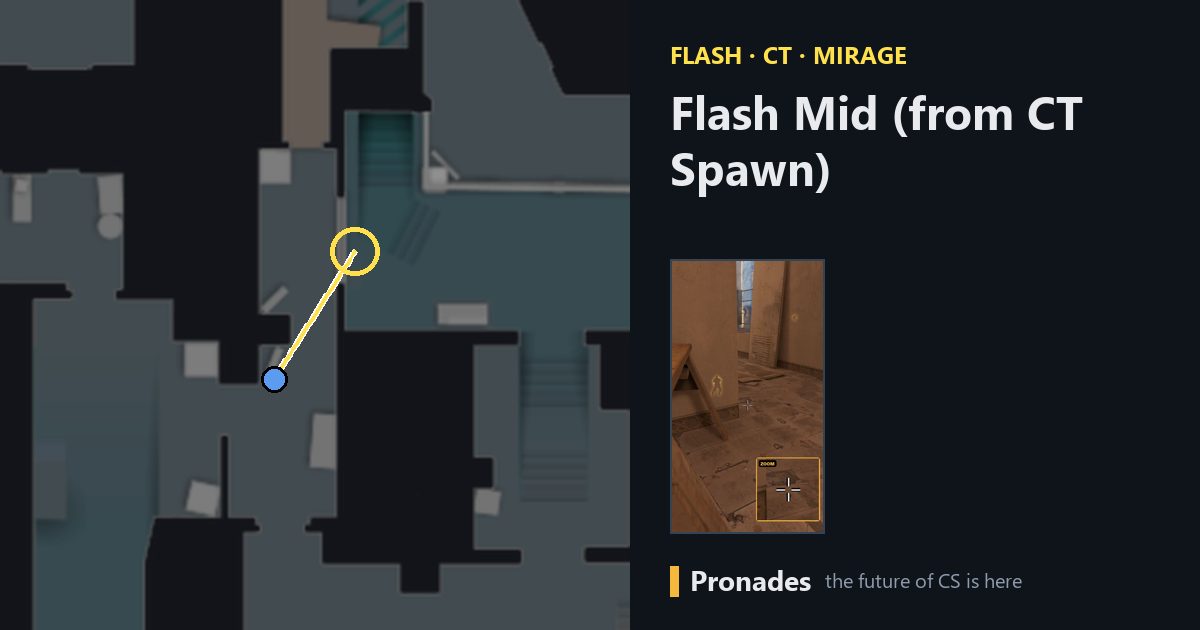 FLASH · CT · MIRAGE
Flash Mid (from CT
Spawn)
ZOOM
Pronades the future of CS is here